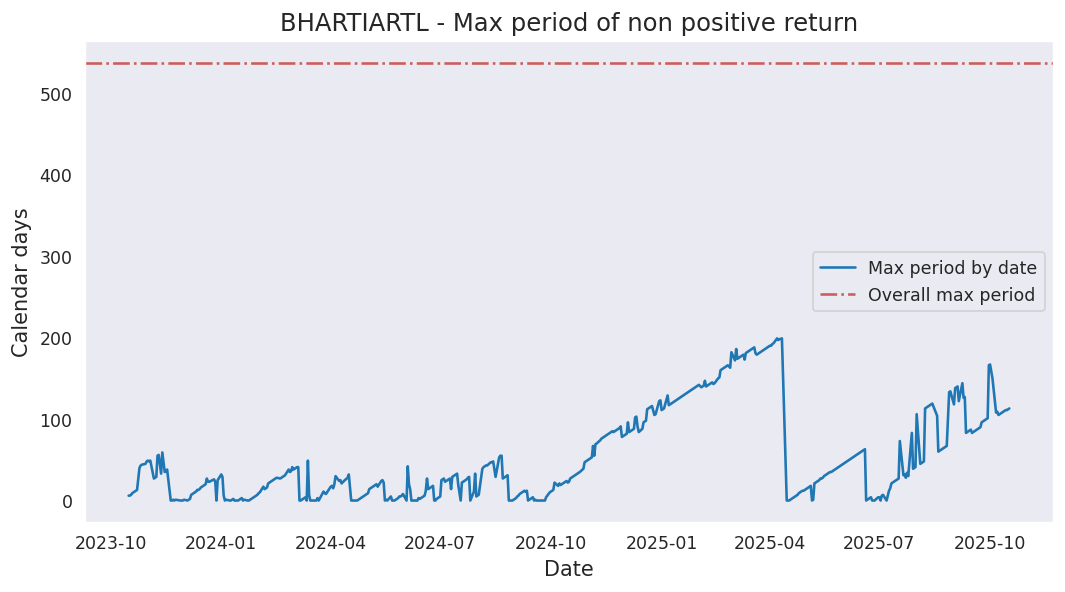 BHARTIARTL - Max period of non positive return
Calendar days
500
400
300
200
100
0
Max period by date
Overall max period
2023-10 2024-01 2024-04 2024-07 2024-10 2025-01 2025-04 2025-07 2025-10
Date